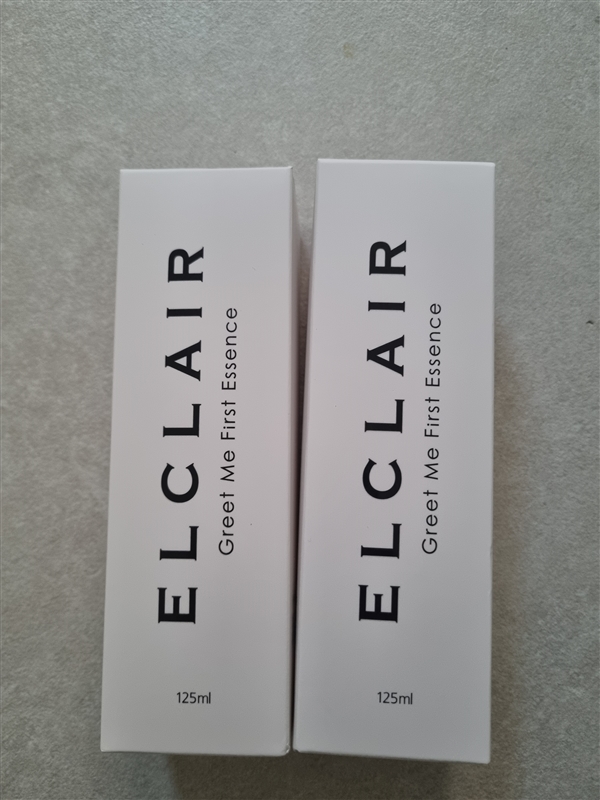 ELCLAIR
Greet Me First Essence
125ml
ELCLAIR
Greet Me First Essence
125ml